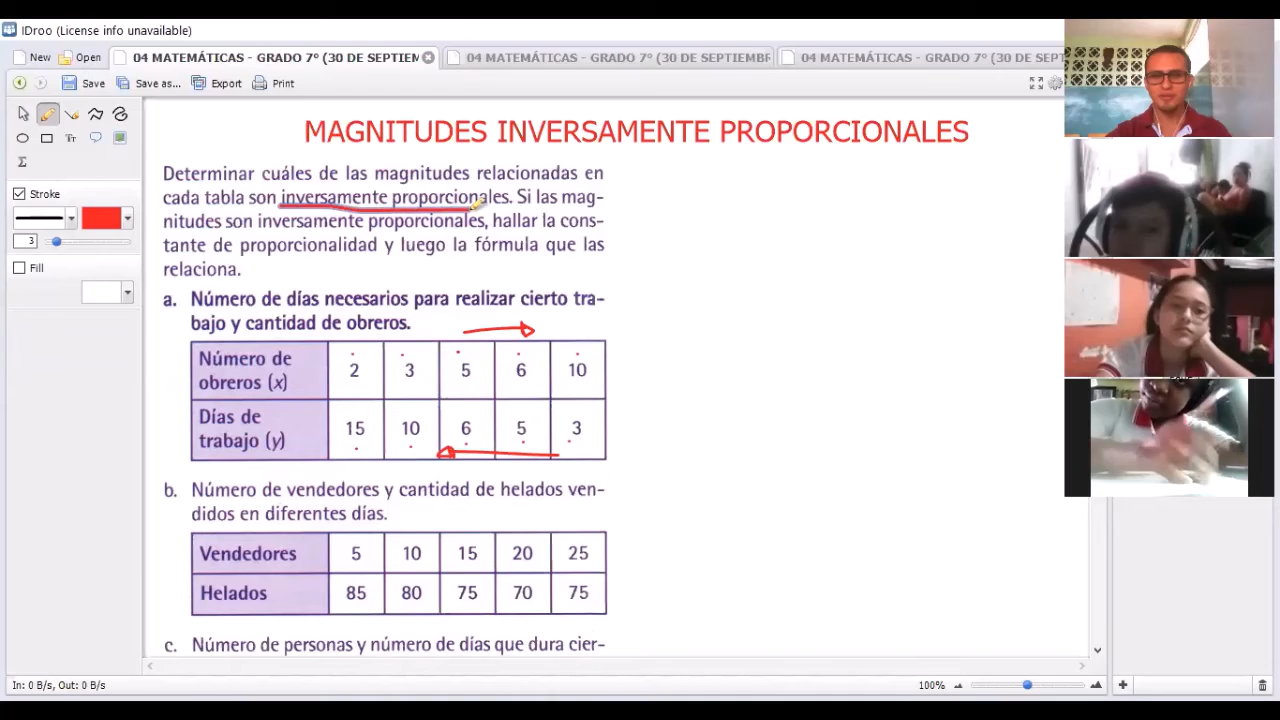 IDroo (License info unavailable)
New Open 04 MATEMÁTICAS - GRADO 7º (30 DE SEPTIEM 04 MATEMÁTICAS - GRADO 7º (30 DE SEPTIEMBR 04 MATEMÁTICAS - GRADO 7º (30 DE SEPT
Save Save as... Export Print
Tr
Σ
Stroke
3
Fill
MAGNITUDES INVERSAMENTE PROPORCIONALES
Determinar cuáles de las magnitudes relacionadas en
cada tabla son inversamente proporcionales. Si las mag-
nitudes son inversamente proporcionales, hallar la cons-
tante de proporcionalidad y luego la fórmula que las
relaciona.
a. Número de días necesarios para realizar cierto tra-
bajo y cantidad de obreros.
Número de obreros (x) 2 3 5 6 10
Días de trabajo (y) 15 10 6 5 3
b. Número de vendedores y cantidad de helados ven-
didos en diferentes días.
Vendedores 5 10 15 20 25
Helados 85 80 75 70 75
c. Número de personas y número de días que dura cier-
In: 0 B/s, Out: 0 B/s 100%